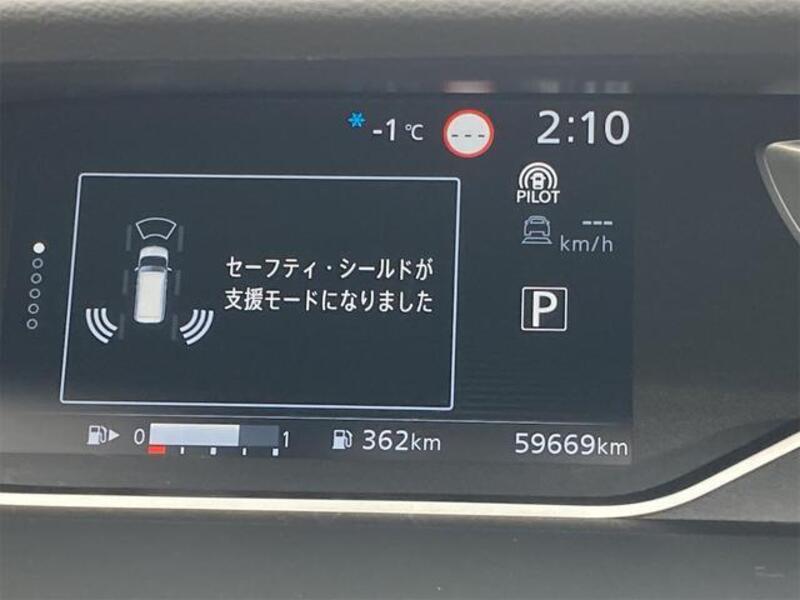 -1℃
---
2:10
PILOT
---
km/h
セーフティ・シールドが
支援モードになりました
P
0
1
362km
59669km